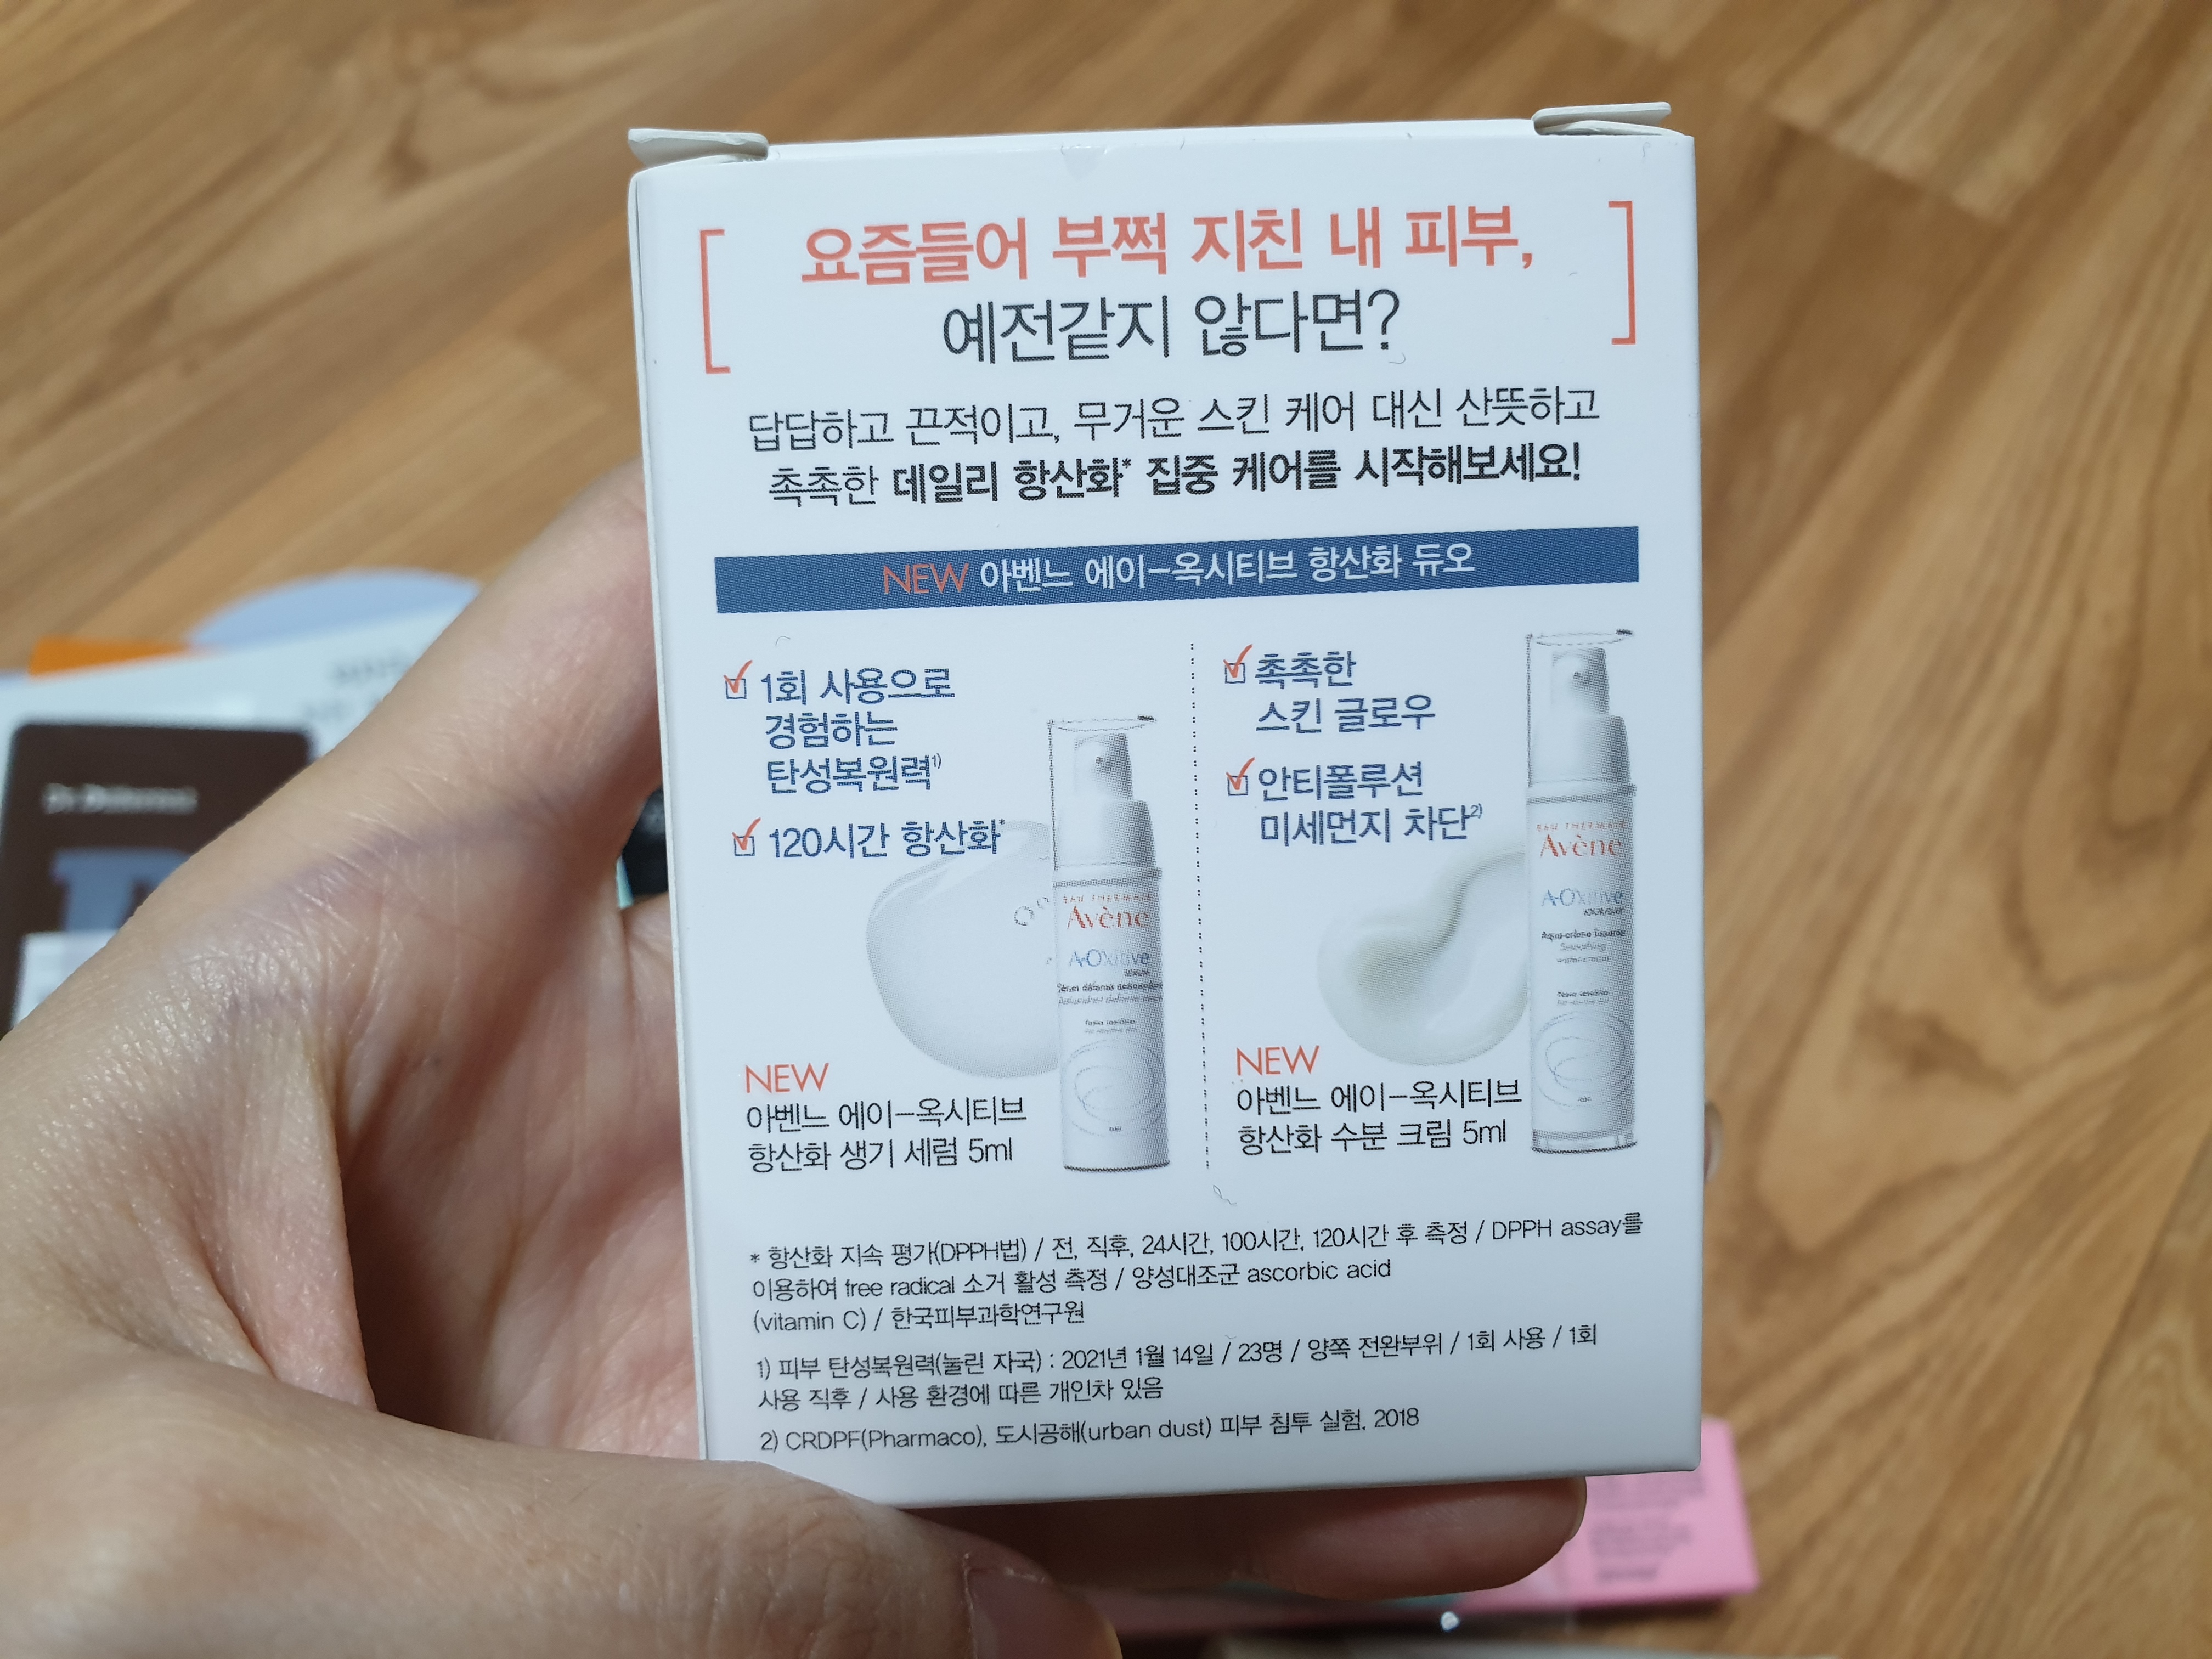 요즘들어 부쩍 지친 내 피부,
예전같지 않다면?
답답하고 끈적이고, 무거운 스킨 케어 대신 산뜻하고
촉촉한 데일리 항산화* 집중 케어를 시작해보세요!
NEW 아벤느 에이-옥시티브 항산화 듀오
1회 사용으로
경험하는
탄성복원력1)
120시간 항산화*
EAU THERMALE
Avène
A-OXitive
SERUM
NEW
아벤느 에이-옥시티브
항산화 생기 세럼 5ml
촉촉한
스킨 글로우
안티폴루션
미세먼지 차단2)
EAU THERMALE
Avène
A-OXitive
Smoothing
NEW
아벤느 에이-옥시티브
항산화 수분 크림 5ml
* 항산화 지속 평가(DPPH법) / 전, 직후, 24시간, 100시간, 120시간 후 측정 / DPPH assay를
이용하여 free radical 소거 활성 측정 / 양성대조군 ascorbic acid
(vitamin C) / 한국피부과학연구원
1) 피부 탄성복원력(눌린 자국) : 2021년 1월 14일 / 23명 / 양쪽 전완부위 / 1회 사용 / 1회
사용 직후 / 사용 환경에 따른 개인차 있음
2) CRDPF(Pharmaco), 도시공해(urban dust) 피부 침투 실험, 2018